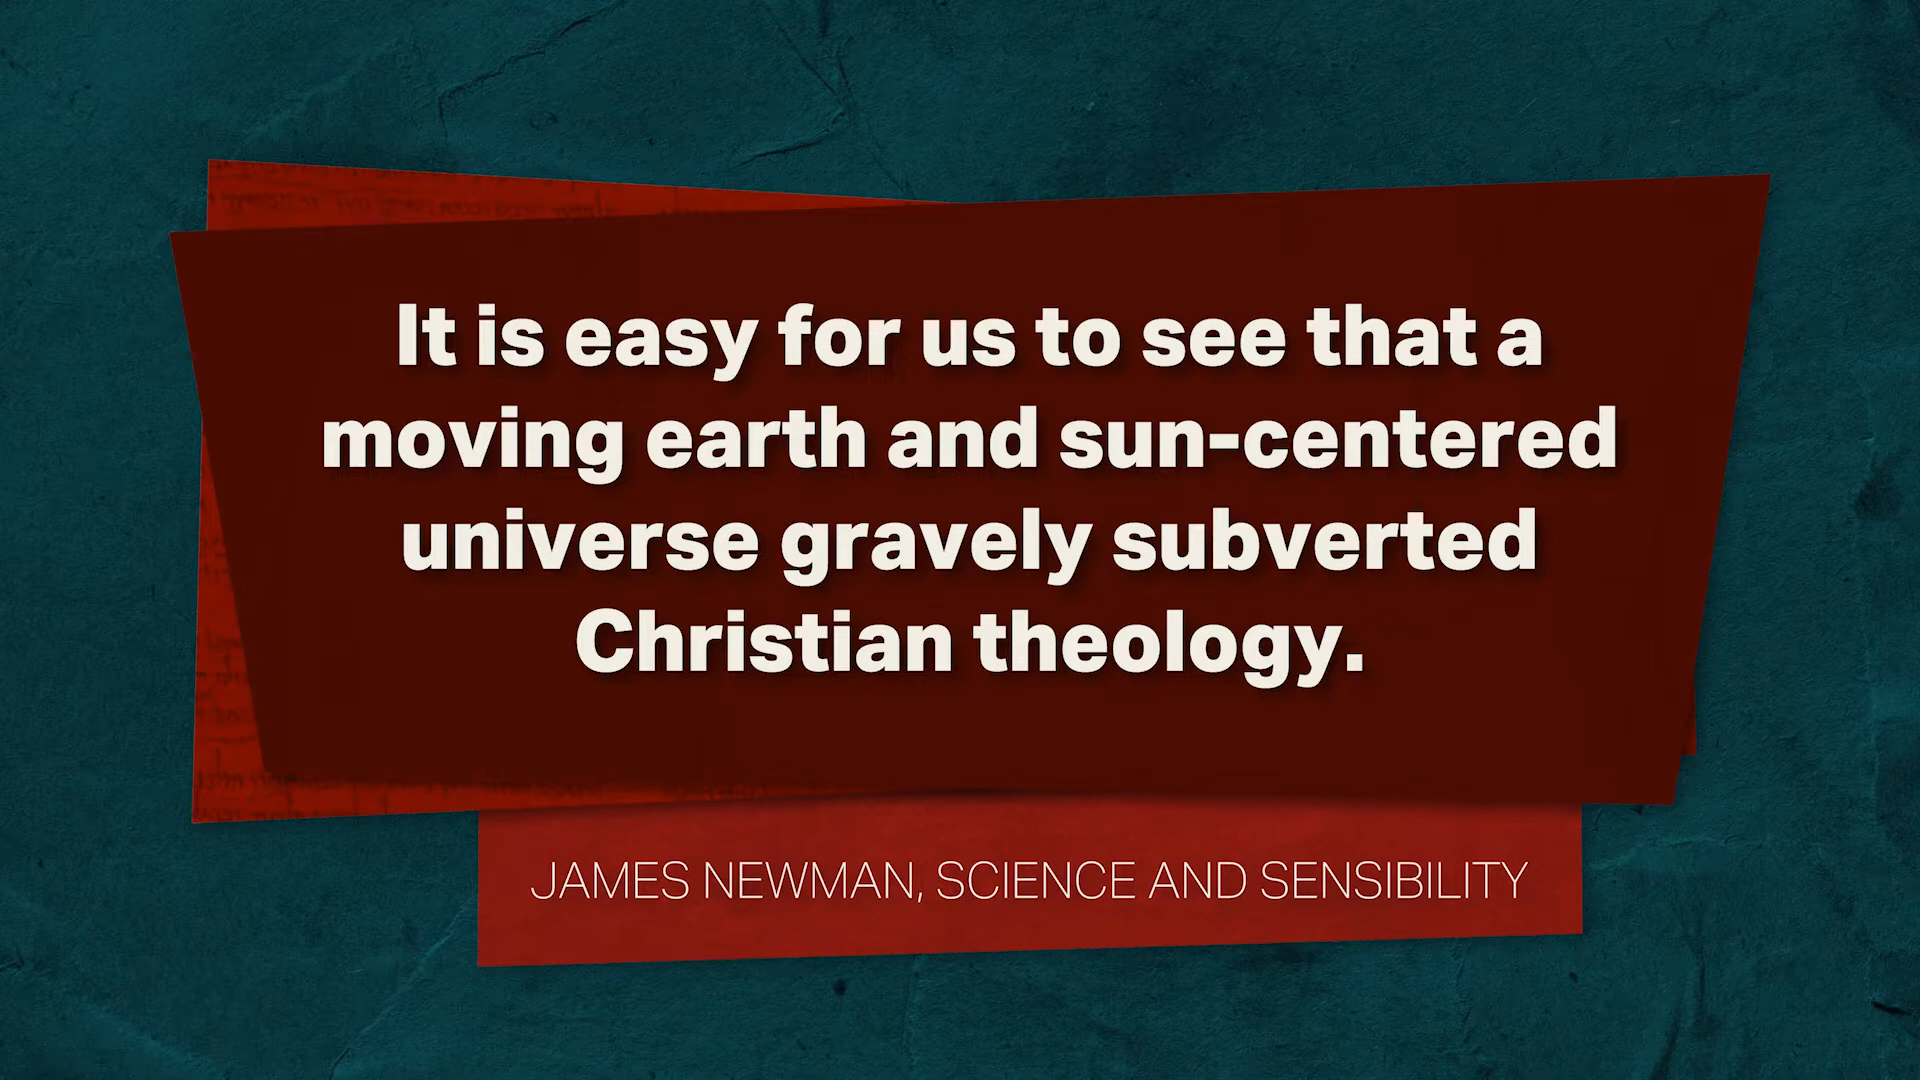 It is easy for us to see that a
moving earth and sun-centered
universe gravely subverted
Christian theology.
JAMES NEWMAN, SCIENCE AND SENSIBILITY